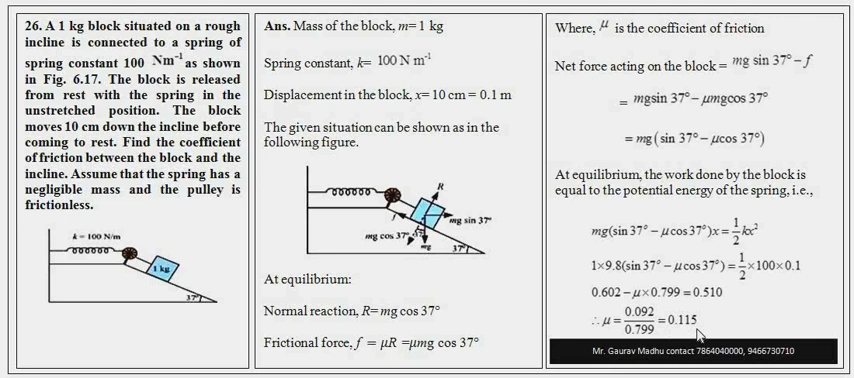 26. A 1 kg block situated on a rough
incline is connected to a spring of
spring constant 100 Nm⁻¹ as shown
in Fig. 6.17. The block is released
from rest with the spring in the
unstretched position. The block
moves 10 cm down the incline before
coming to rest. Find the coefficient
of friction between the block and the
incline. Assume that the spring has a
negligible mass and the pulley is
frictionless.
k = 100 N/m
1 kg
37°
Ans. Mass of the block, m= 1 kg
Spring constant, k= 100 N m⁻¹
Displacement in the block, x= 10 cm = 0.1 m
The given situation can be shown as in the
following figure.
R
f
mg sin 37°
mg cos 37°
37°
mg
37°
At equilibrium:
Normal reaction, R= mg cos 37°
Frictional force, f = μR =μmg cos 37°
Where, μ is the coefficient of friction
Net force acting on the block = mg sin 37° – f
= mgsin 37° – μmgcos 37°
= mg(sin 37° – μcos 37°)
At equilibrium, the work done by the block is
equal to the potential energy of the spring, i.e.,
mg(sin 37° – μcos 37°)x = 1/2 kx²
1×9.8(sin 37° – μcos 37°) = 1/2 ×100×0.1
0.602 – μ×0.799 = 0.510
∴ μ = 0.092/0.799 = 0.115
Mr. Gaurav Madhu contact 7864040000, 9466730710